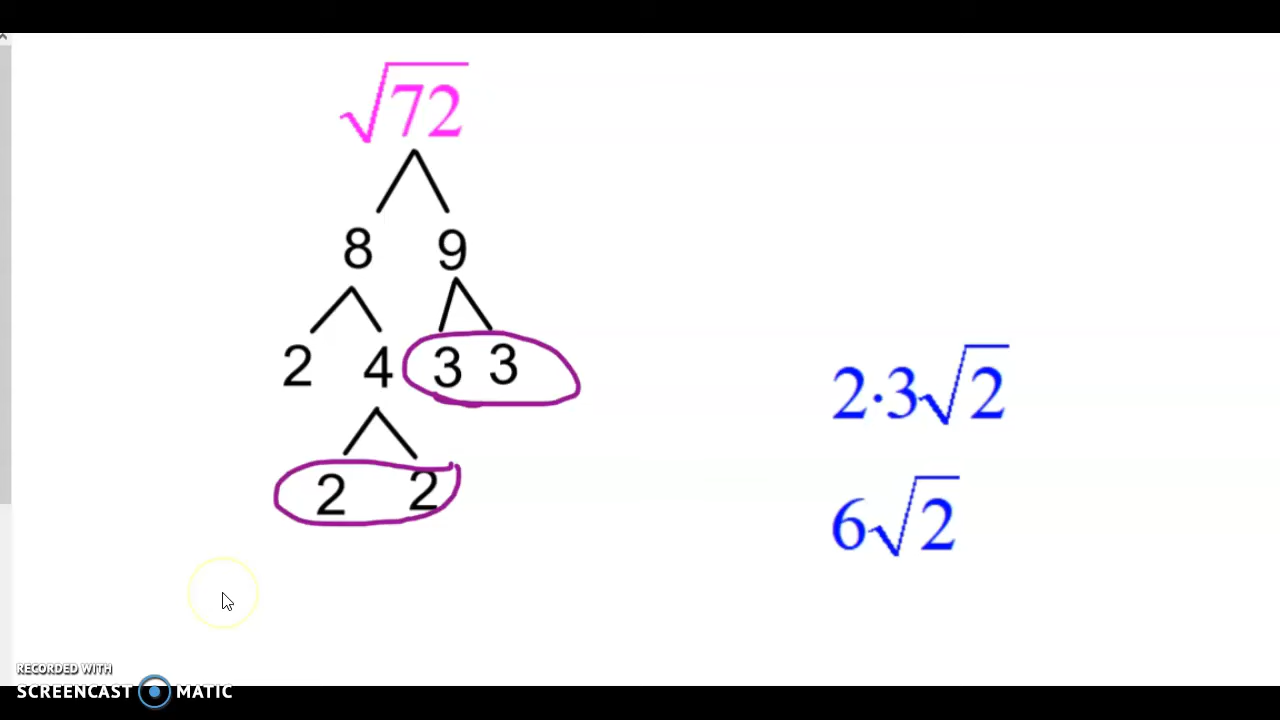 √72
8 9
2 4 3 3
2 2
2·3√2
6√2
RECORDED WITH
SCREENCAST MATIC